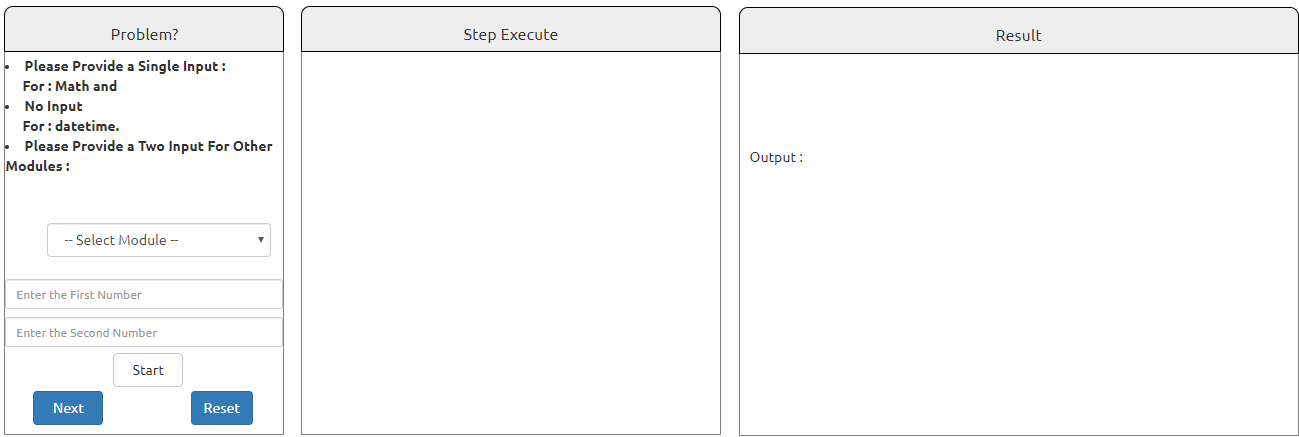 Problem?
• Please Provide a Single Input :
For : Math and
• No Input
For : datetime.
• Please Provide a Two Input For Other
Modules :
-- Select Module --
Enter the First Number
Enter the Second Number
Start
Next
Reset
Step Execute
Result
Output :